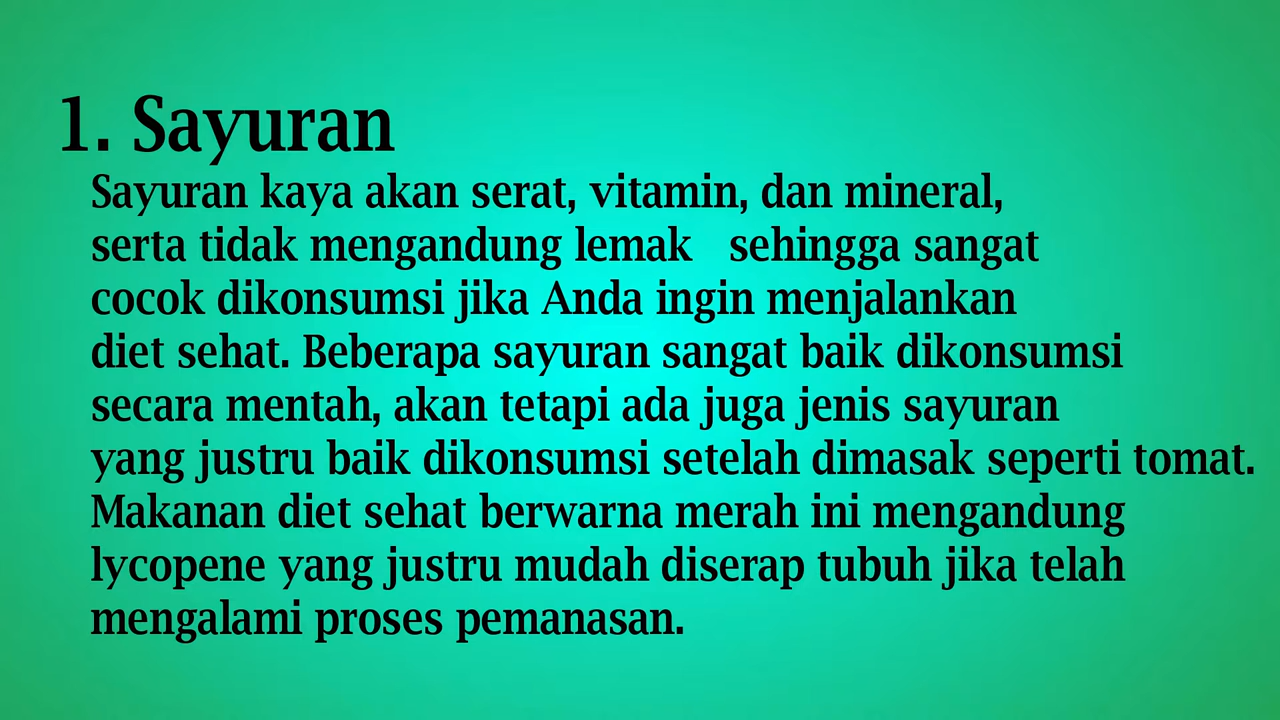 1. Sayuran
Sayuran kaya akan serat, vitamin, dan mineral,
serta tidak mengandung lemak   sehingga sangat
cocok dikonsumsi jika Anda ingin menjalankan
diet sehat. Beberapa sayuran sangat baik dikonsumsi
secara mentah, akan tetapi ada juga jenis sayuran
yang justru baik dikonsumsi setelah dimasak seperti tomat.
Makanan diet sehat berwarna merah ini mengandung
lycopene yang justru mudah diserap tubuh jika telah
mengalami proses pemanasan.